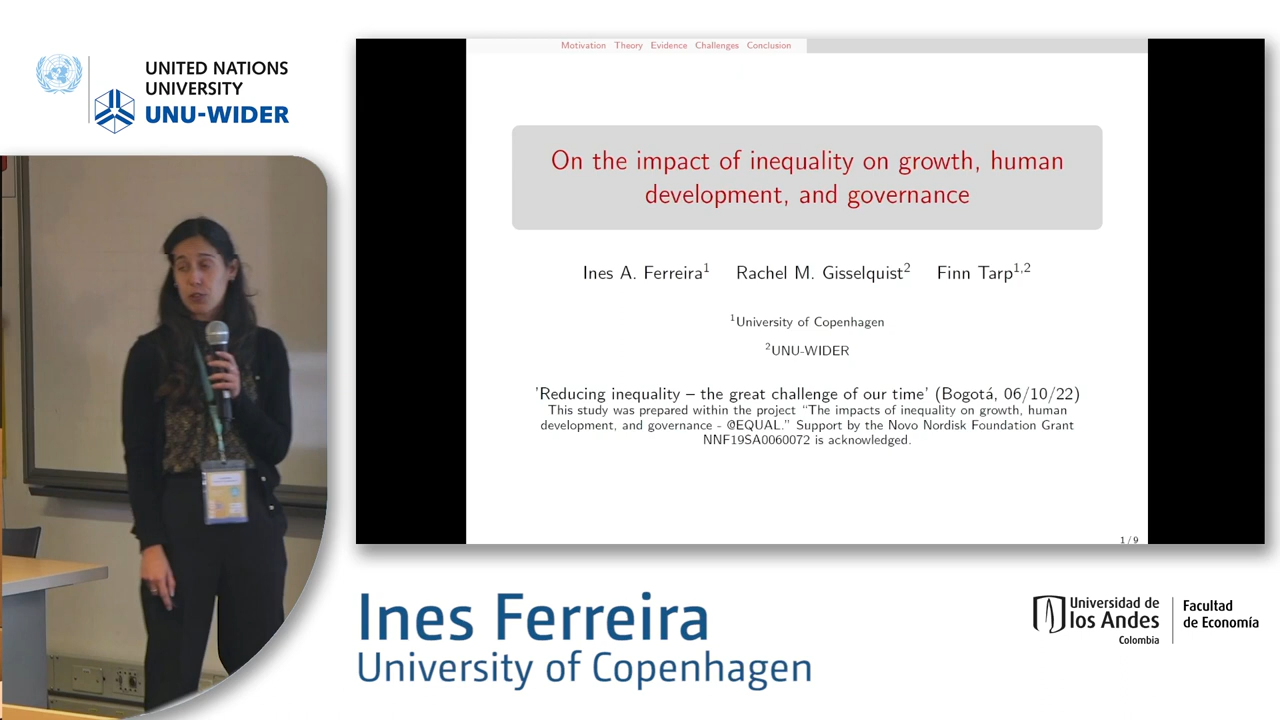 UNITED NATIONS
UNIVERSITY
UNU-WIDER
Motivation Theory Evidence Challenges Conclusion
On the impact of inequality on growth, human
development, and governance
Ines A. Ferreira¹ Rachel M. Gisselquist² Finn Tarp¹,²
¹University of Copenhagen
²UNU-WIDER
'Reducing inequality – the great challenge of our time' (Bogotá, 06/10/22)
This study was prepared within the project “The impacts of inequality on growth, human
development, and governance - @EQUAL.” Support by the Novo Nordisk Foundation Grant
NNF19SA0060072 is acknowledged.
1 / 9
Ines Ferreira
University of Copenhagen
Universidad de
los Andes
Colombia
Facultad
de Economía